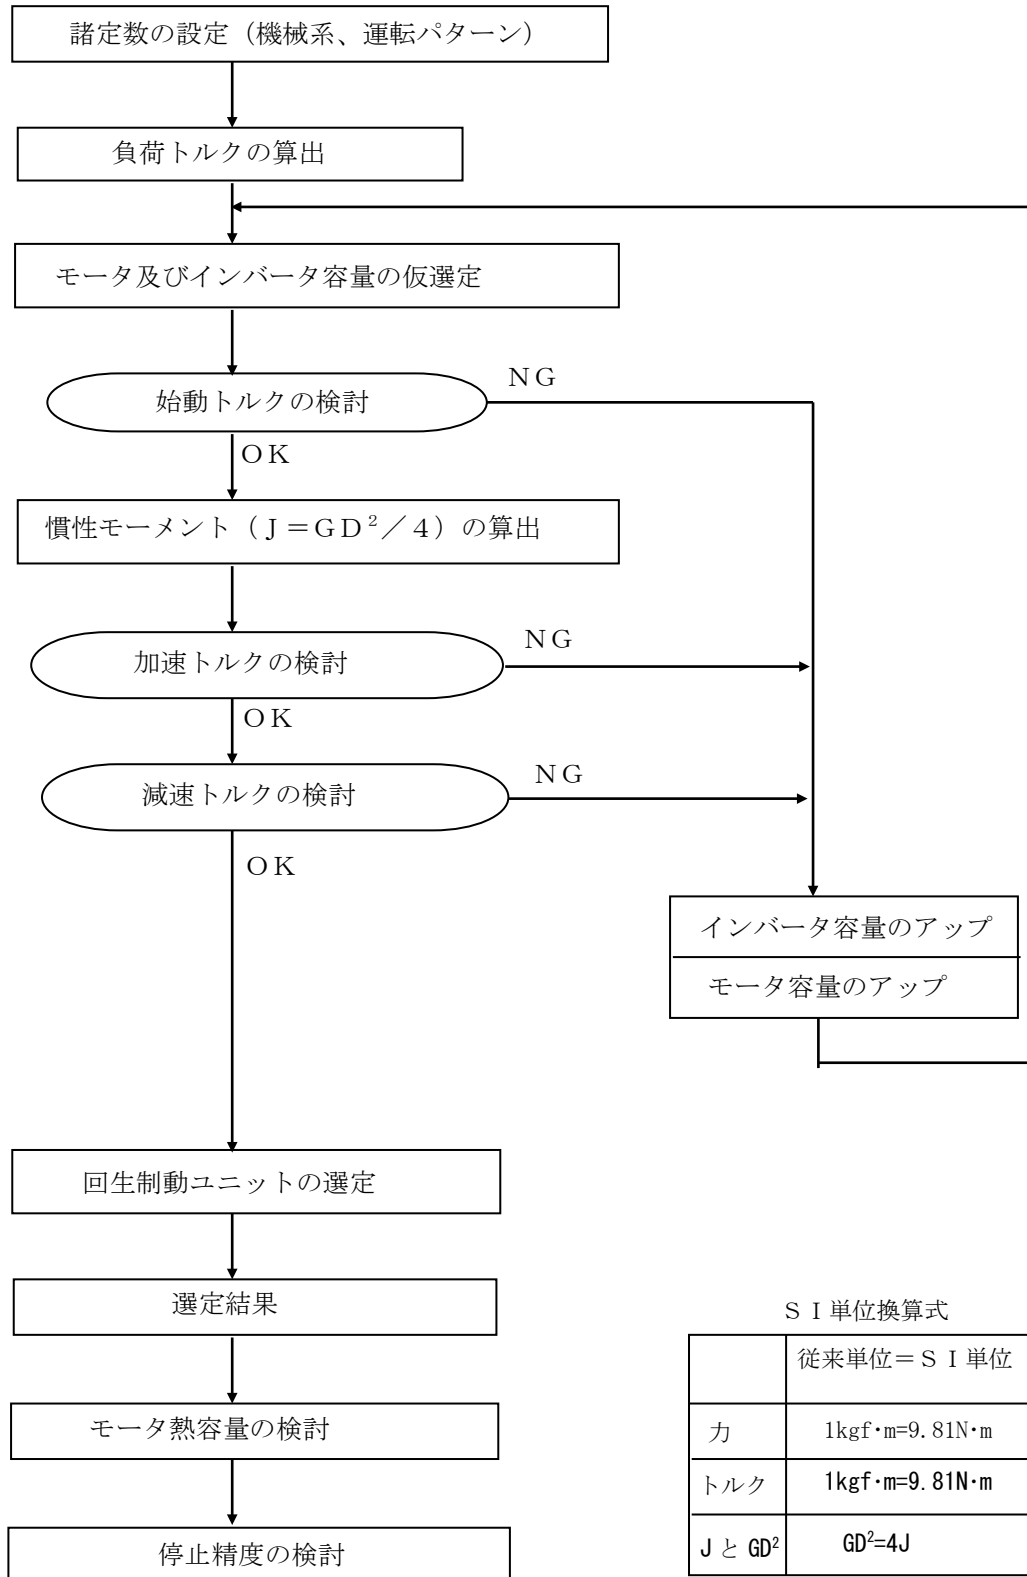 諸定数の設定（機械系、運転パターン）
負荷トルクの算出
モータ及びインバータ容量の仮選定
始動トルクの検討
ＮＧ
ＯＫ
慣性モーメント（Ｊ＝ＧＤ²／４）の算出
加速トルクの検討
ＮＧ
ＯＫ
減速トルクの検討
ＮＧ
ＯＫ
インバータ容量のアップ
モータ容量のアップ
回生制動ユニットの選定
選定結果
モータ熱容量の検討
停止精度の検討
ＳＩ単位換算式
従来単位＝ＳＩ単位
力 1kgf･m=9.81N･m
トルク 1kgf･m=9.81N･m
J と GD² GD²=4J